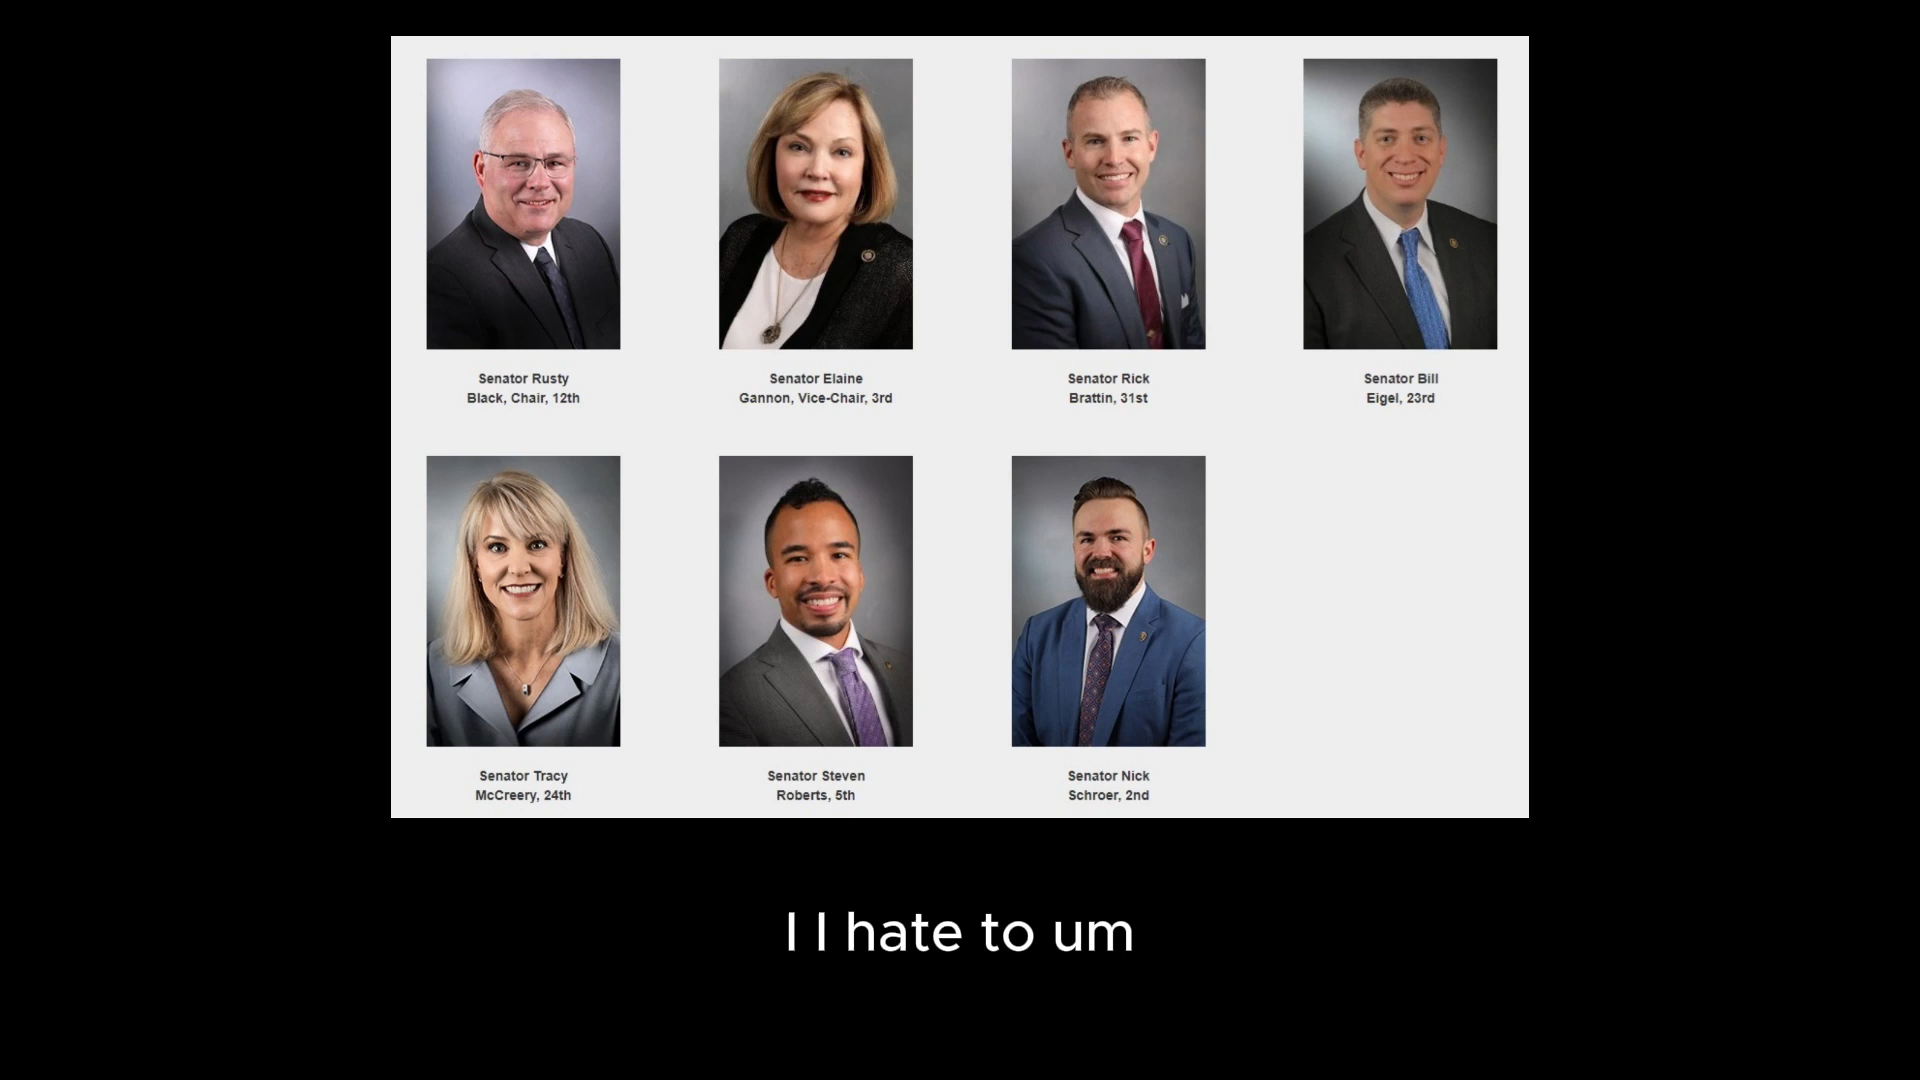 Senator Rusty
Black, Chair, 12th
Senator Elaine
Gannon, Vice-Chair, 3rd
Senator Rick
Brattin, 31st
Senator Bill
Eigel, 23rd
Senator Tracy
McCreery, 24th
Senator Steven
Roberts, 5th
Senator Nick
Schroer, 2nd
I I hate to um